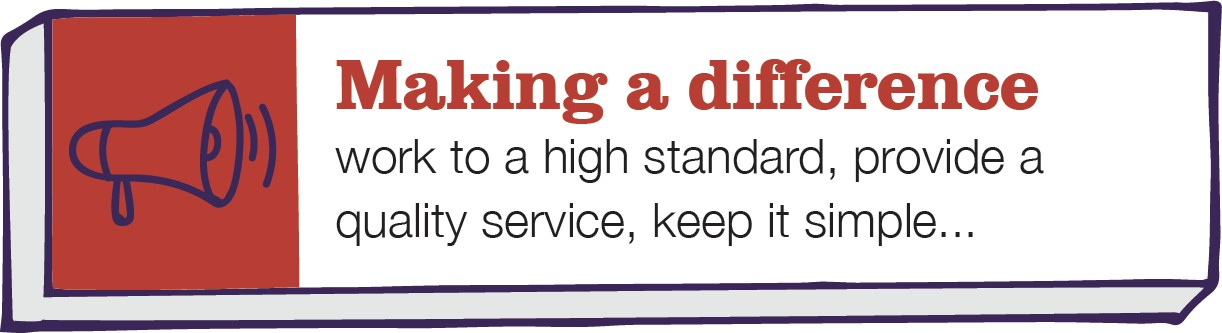 Making a difference
work to a high standard, provide a
quality service, keep it simple...